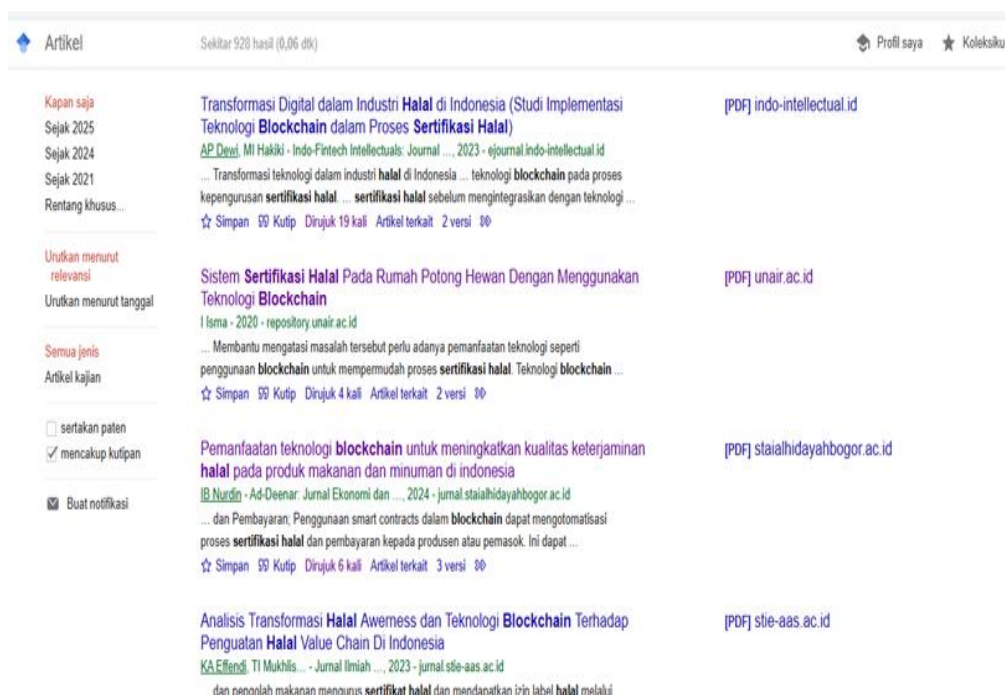 Artikel
Sekitar 928 hasil (0,06 dtk)
Profil saya
Koleksiku
Kapan saja
Sejak 2025
Sejak 2024
Sejak 2021
Rentang khusus...
Urutkan menurut
relevansi
Urutkan menurut tanggal
Semua jenis
Artikel kajian
sertakan paten
mencakup kutipan
Buat notifikasi
Transformasi Digital dalam Industri Halal di Indonesia (Studi Implementasi
Teknologi Blockchain dalam Proses Sertifikasi Halal)
AP Dewi, MI Hakiki - Indo-Fintech Intellectuals: Journal ..., 2023 - ejournal.indo-intellectual.id
... Transformasi teknologi dalam industri halal di Indonesia ... teknologi blockchain pada proses
kepengurusan sertifikasi halal. ... sertifikasi halal sebelum mengintegrasikan dengan teknologi ...
Simpan Kutip Dirujuk 19 kali Artikel terkait 2 versi
[PDF] indo-intellectual.id
Sistem Sertifikasi Halal Pada Rumah Potong Hewan Dengan Menggunakan
Teknologi Blockchain
I Isma - 2020 - repository.unair.ac.id
... Membantu mengatasi masalah tersebut perlu adanya pemanfaatan teknologi seperti
penggunaan blockchain untuk mempermudah proses sertifikasi halal. Teknologi blockchain ...
Simpan Kutip Dirujuk 4 kali Artikel terkait 2 versi
[PDF] unair.ac.id
Pemanfaatan teknologi blockchain untuk meningkatkan kualitas keterjaminan
halal pada produk makanan dan minuman di indonesia
IB Nurdin - Ad-Deenar: Jurnal Ekonomi dan ..., 2024 - jurnal.staialhidayahbogor.ac.id
... dan Pembayaran; Penggunaan smart contracts dalam blockchain dapat mengotomatisasi
proses sertifikasi halal dan pembayaran kepada produsen atau pemasok. Ini dapat ...
Simpan Kutip Dirujuk 6 kali Artikel terkait 3 versi
[PDF] staialhidayahbogor.ac.id
Analisis Transformasi Halal Awerness dan Teknologi Blockchain Terhadap
Penguatan Halal Value Chain Di Indonesia
KA Effendi, TI Mukhlis... - Jurnal Ilmiah ..., 2023 - jurnal.stie-aas.ac.id
... dan pengolah makanan mengurus sertifikat halal dan mendapatkan izin label halal melalui
[PDF] stie-aas.ac.id